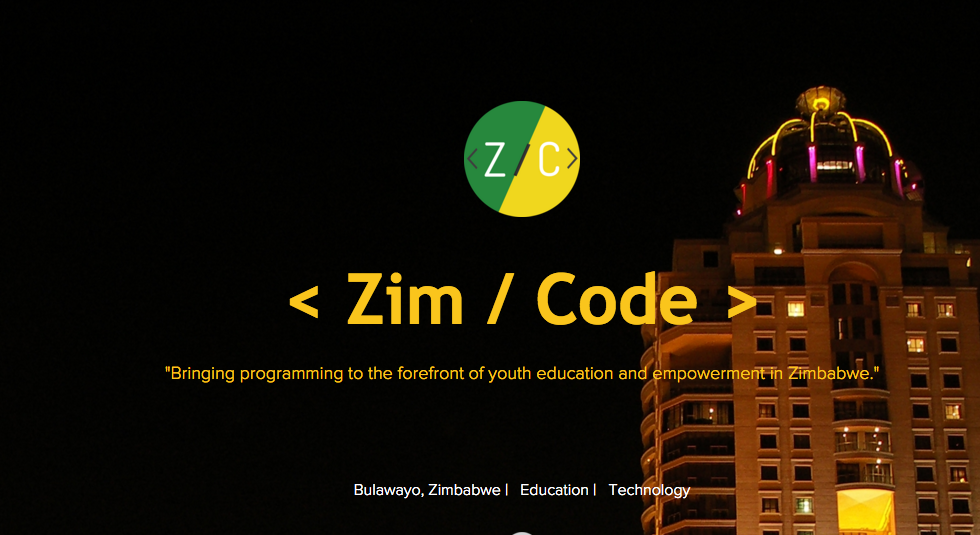 < Z / C >
< Zim / Code >
"Bringing programming to the forefront of youth education and empowerment in Zimbabwe."
Bulawayo, Zimbabwe | Education | Technology